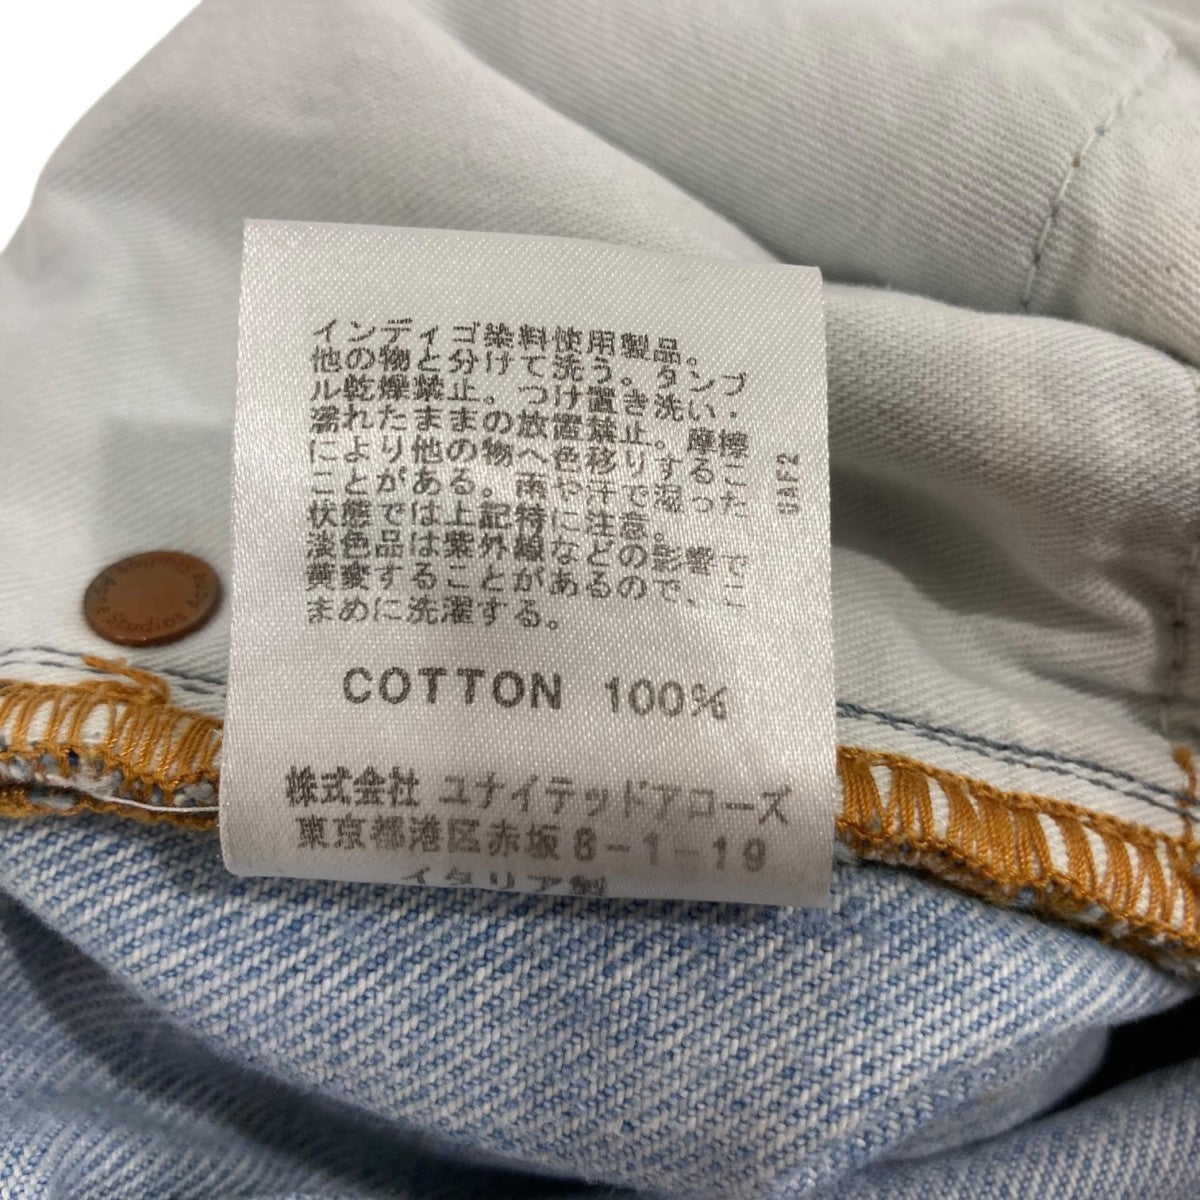 インディゴ染料使用製品。
他の物と分けて洗う。タンブ
ル乾燥禁止。つけ置き洗い・
濡れたままの放置禁止。摩擦
により他の物へ色移りするこ
ことがある。雨や汗で湿った
状態では上記特に注意。
淡色品は紫外線などの影響で
黄変することがあるので、こ
まめに洗濯する。
UAF2
COTTON 100%
株式会社 ユナイテッドアローズ
東京都港区赤坂8-1-19
イタリア製
Acne Studios Acne Studios